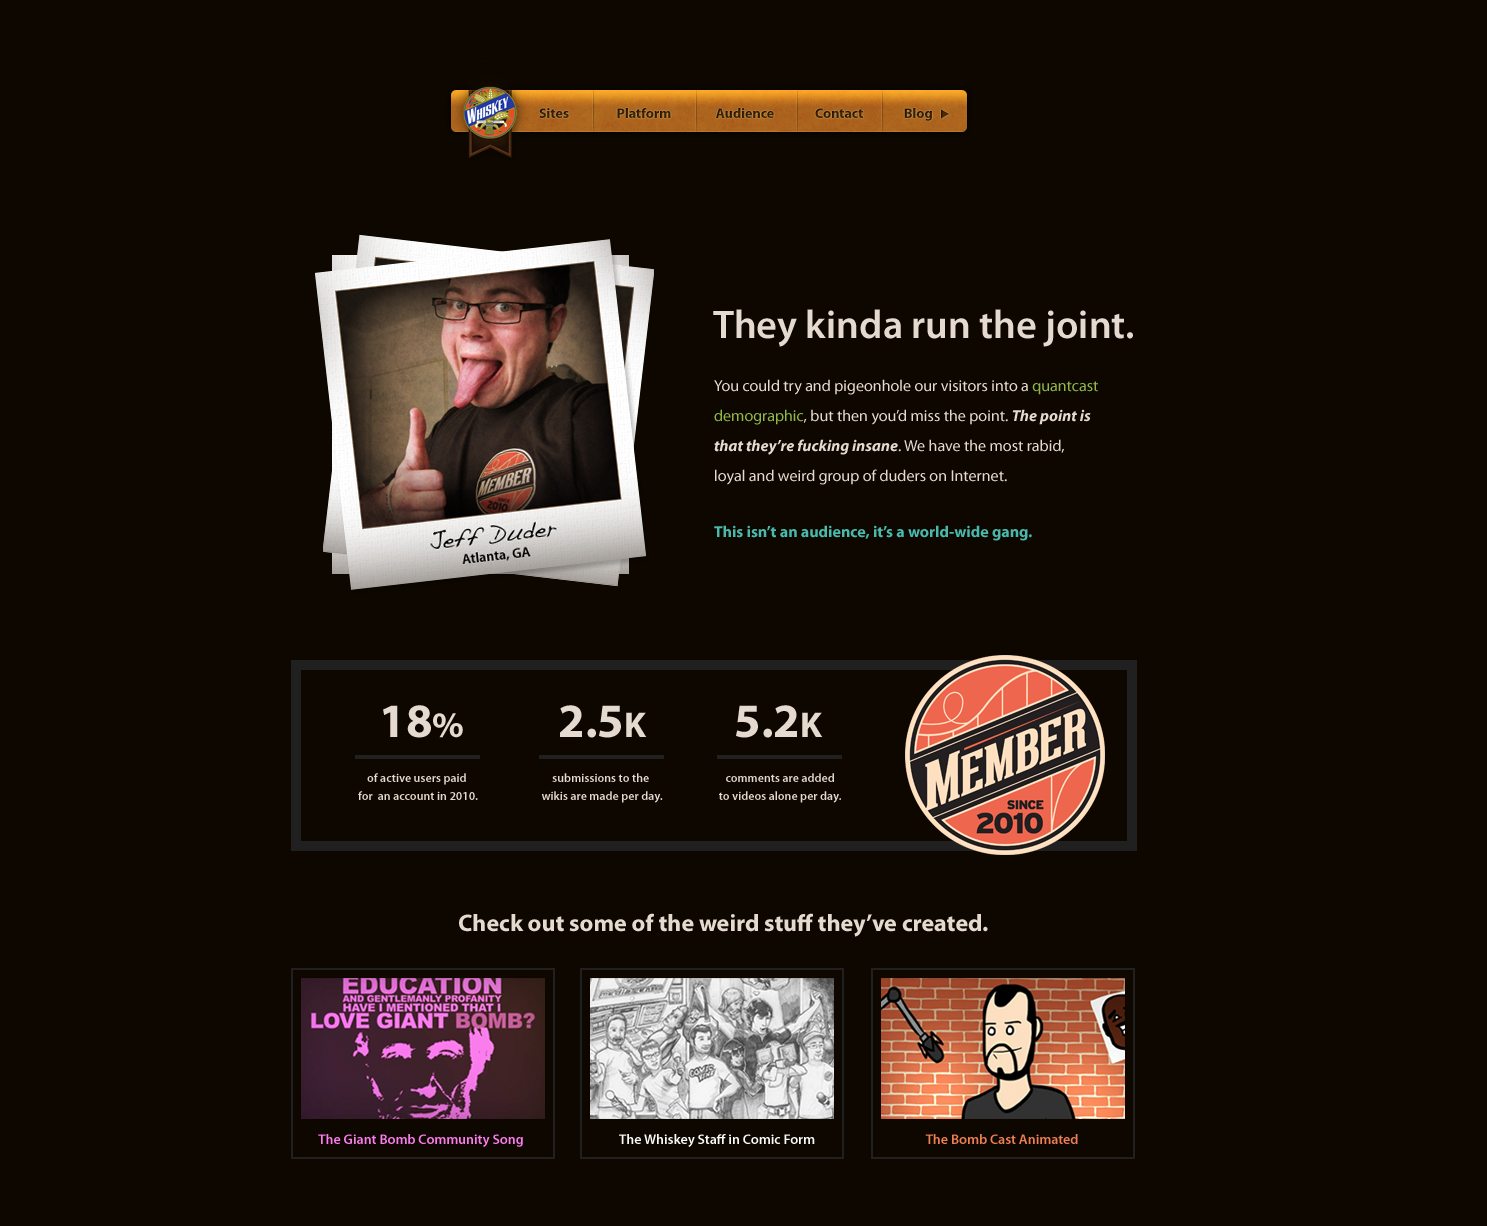 WHISKEY
Sites
Platform
Audience
Contact
Blog
They kinda run the joint.
You could try and pigeonhole our visitors into a quantcast
demographic, but then you'd miss the point. The point is
that they're fucking insane. We have the most rabid,
loyal and weird group of duders on Internet.
This isn't an audience, it's a world-wide gang.
MEMBER
SINCE
2010
Jeff Duder
Atlanta, GA
18%
of active users paid
for an account in 2010.
2.5K
submissions to the
wikis are made per day.
5.2K
comments are added
to videos alone per day.
MEMBER
SINCE
2010
Check out some of the weird stuff they've created.
EDUCATION
AND GENTLEMANLY PROFANITY
HAVE I MENTIONED THAT I
LOVE GIANT BOMB?
The Giant Bomb Community Song
COMIC
VINE
The Whiskey Staff in Comic Form
The Bomb Cast Animated